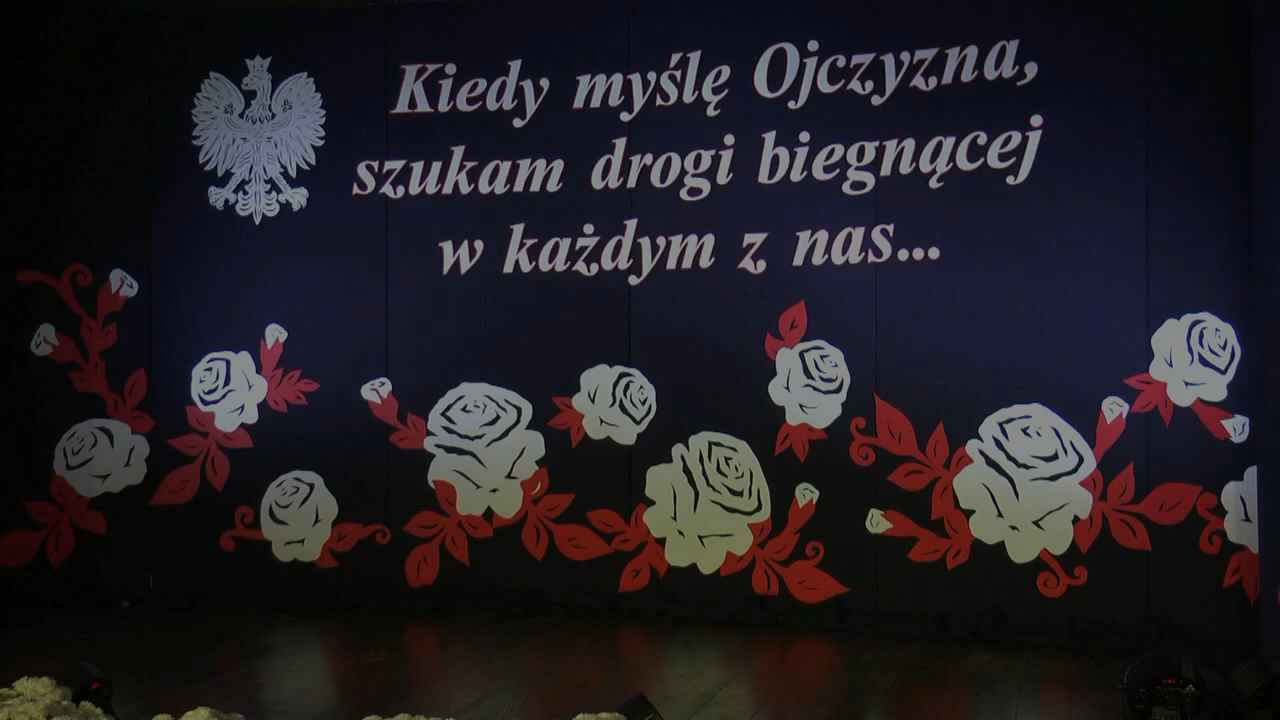 Kiedy myślę Ojczyzna,
szukam drogi biegnącej
w każdym z nas...